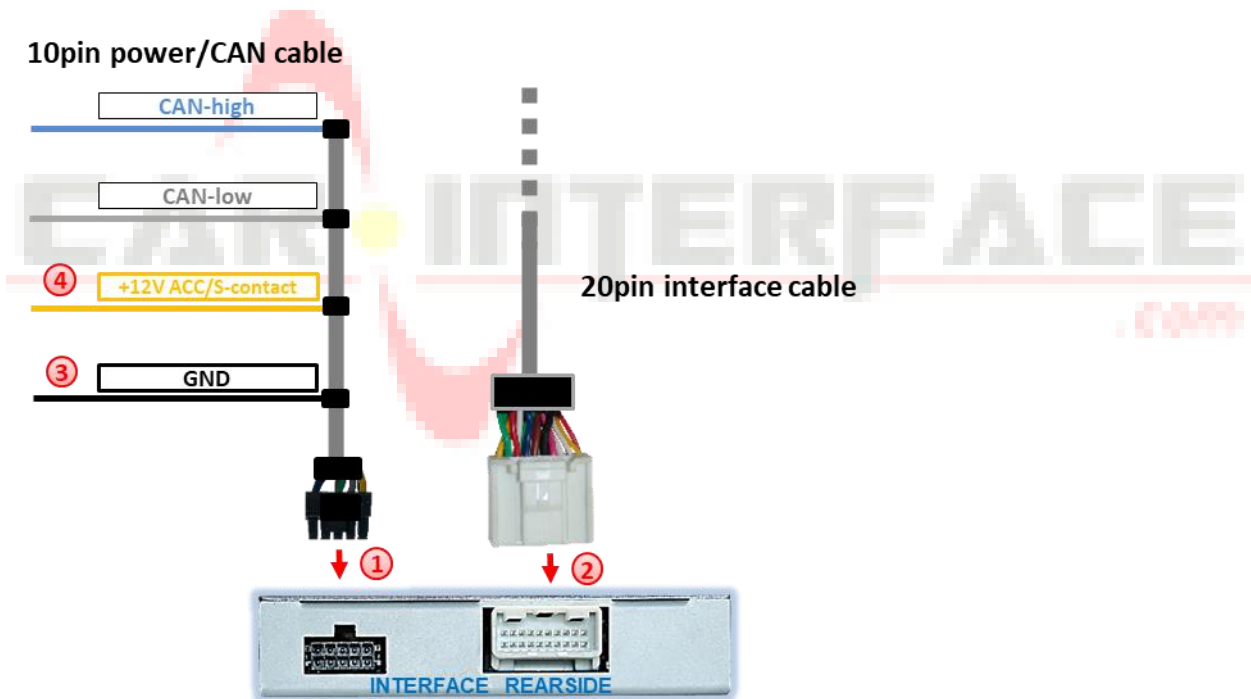 10pin power/CAN cable
CAN-high
CAN-low
CAR INTERFACE
4
+12V ACC/S-contact
20pin interface cable
.com
3
GND
1
2
INTERFACE REARSIDE